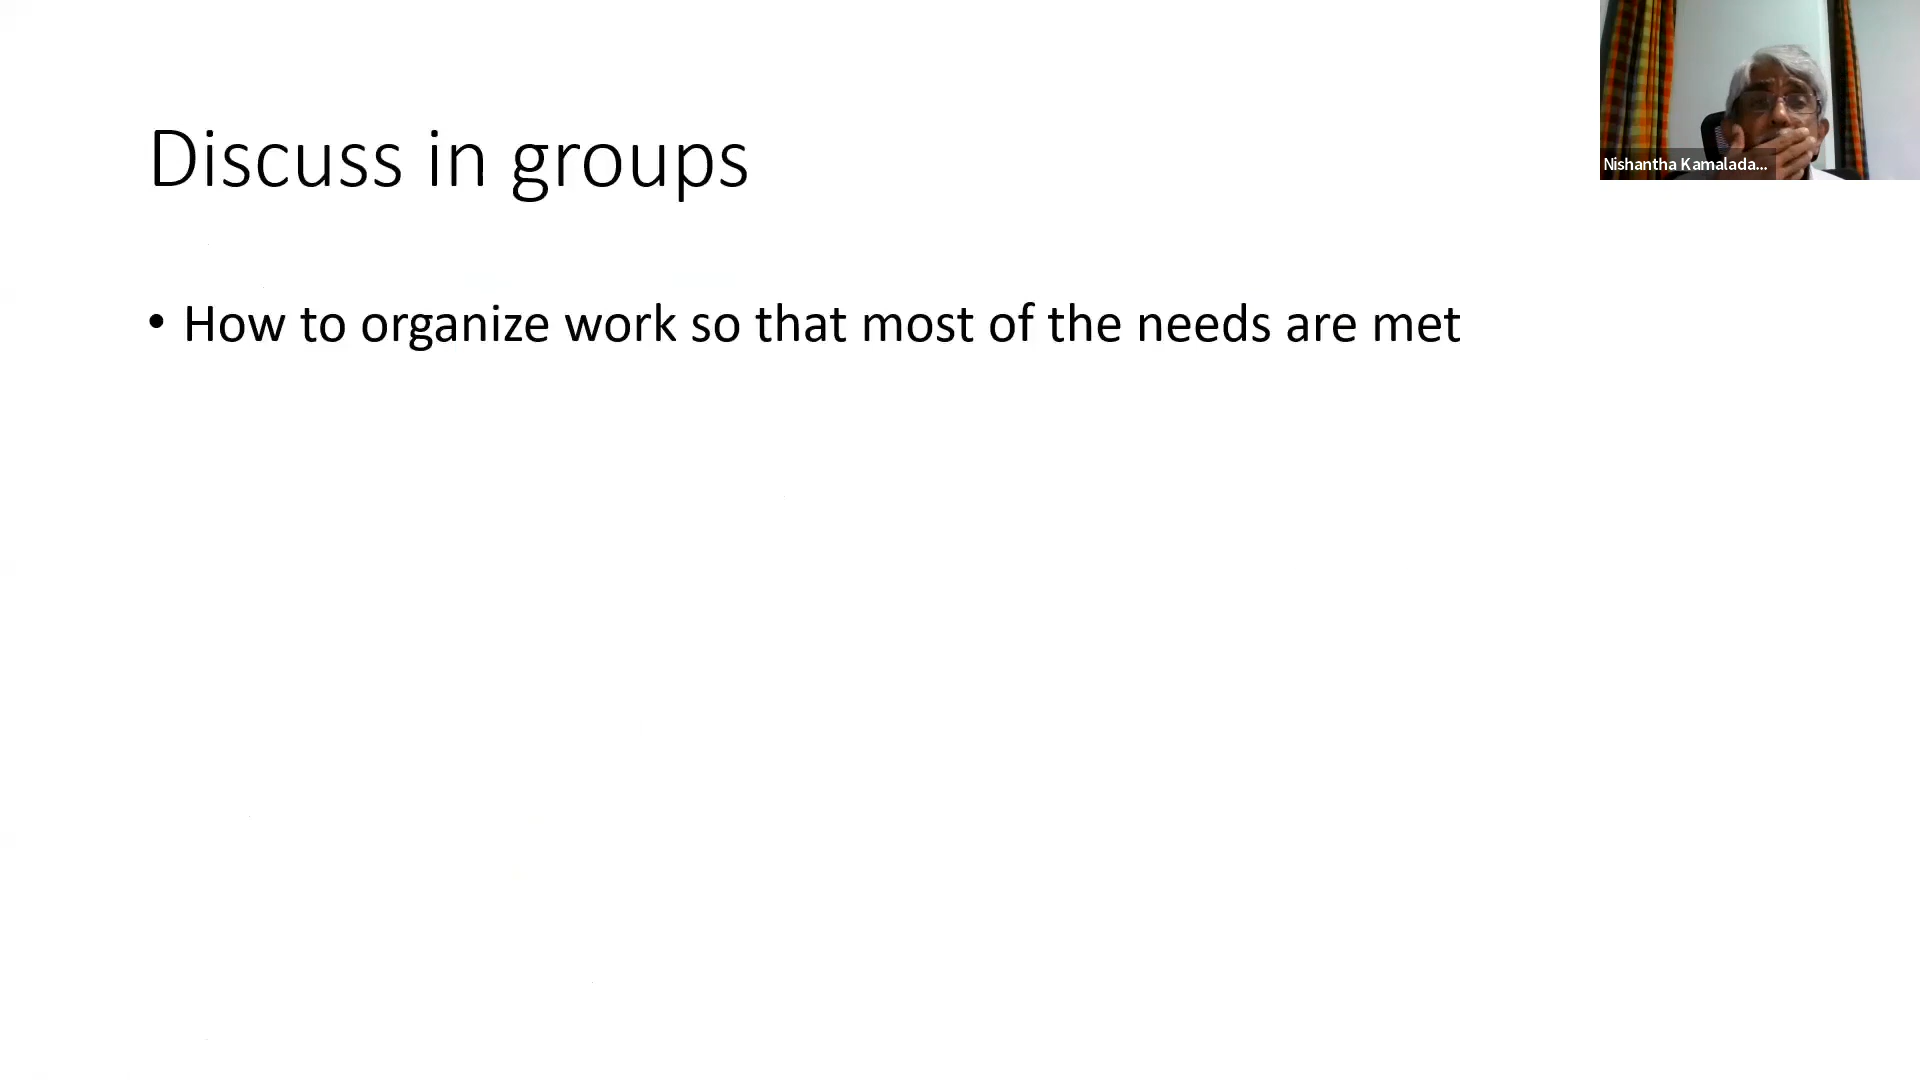 Discuss in groups
Nishantha Kamalada...
• How to organize work so that most of the needs are met